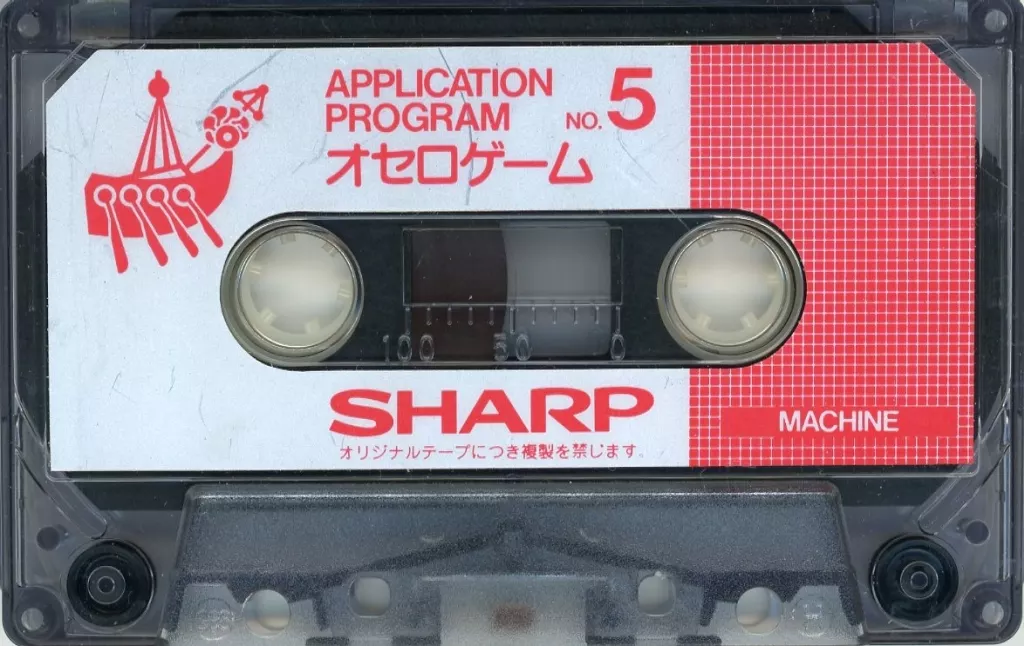 APPLICATION
PROGRAM NO. 5
オセロゲーム
100 50 0
SHARP
オリジナルテープにつき複製を禁じます。
MACHINE